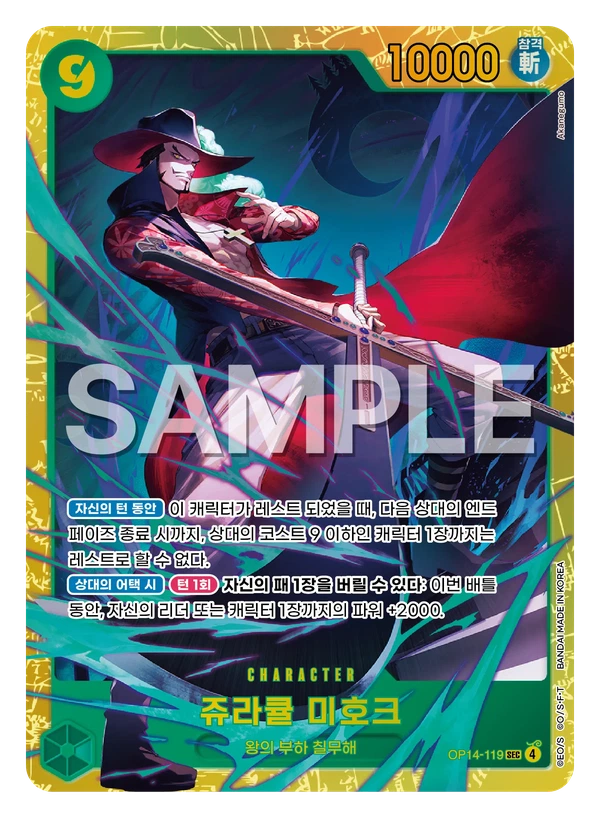 9
10000
참격
斬
Akanegumo
SAMPLE
자신의 턴 동안 이 캐릭터가 레스트 되었을 때, 다음 상대의 엔드
페이즈 종료 시까지, 상대의 코스트 9 이하인 캐릭터 1장까지는
레스트로 할 수 없다.
상대의 어택 시 턴 1회 자신의 패 1장을 버릴 수 있다: 이번 배틀
동안, 자신의 리더 또는 캐릭터 1장까지의 파워 +2000.
CHARACTER
쥬라큘 미호크
왕의 부하 칠무해
OP14-119 SEC 4
©E.O/S ©O/S·F·T BANDAI MADE IN KOREA